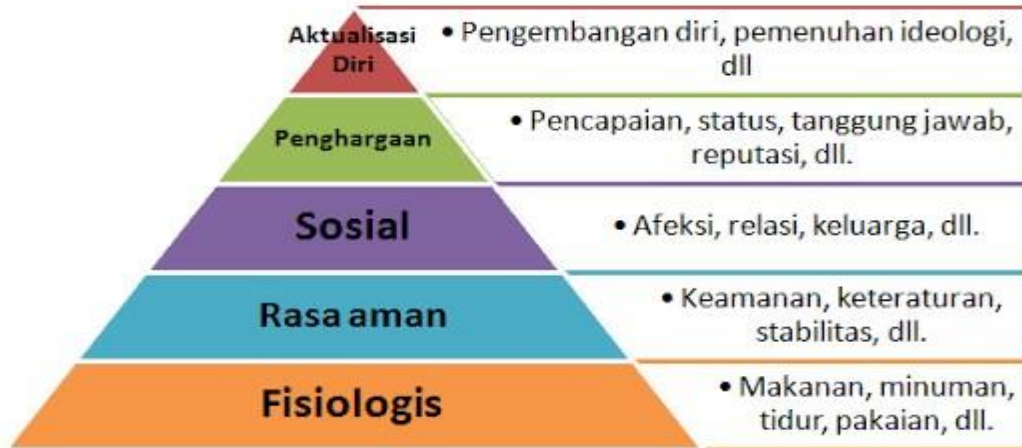 Aktualisasi
Diri
• Pengembangan diri, pemenuhan ideologi,
dll
Penghargaan
• Pencapaian, status, tanggung jawab,
reputasi, dll.
Sosial
• Afeksi, relasi, keluarga, dll.
Rasa aman
• Keamanan, keteraturan,
stabilitas, dll.
Fisiologis
• Makanan, minuman,
tidur, pakaian, dll.